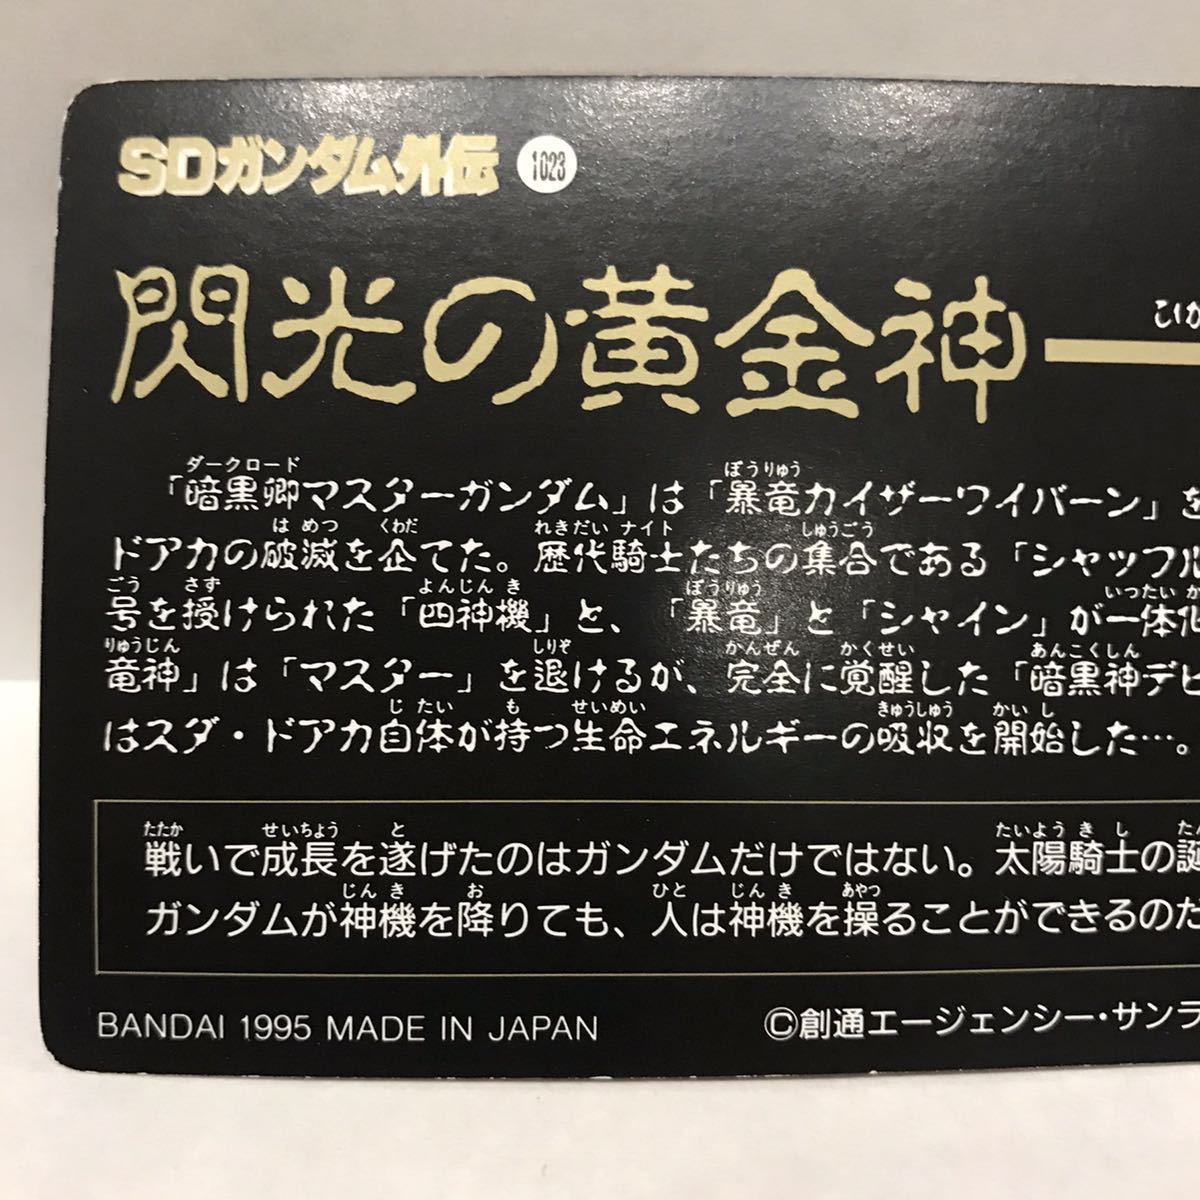 SDガンダム外伝 1023
閃光の黄金神
こいか
ダークロード ぼうりゅう
「暗黒卿マスターガンダム」は「暴竜カイザーワイバーン」を
は めつ くわだ れきだい ナイト しゅうごう
ドアカの破滅を企てた。歴代騎士たちの集合である「シャッフル
ごう さず よんじん き ぼうりゅう いったい か
号を授けられた「四神機」と、「暴竜」と「シャイン」が一体化
りゅうじん しりぞ かんぜん かくせい あんこくしん
竜神」は「マスター」を退けるが、完全に覚醒した「暗黒神デビ
じ たい も せいめい きゅうしゅう かい し
はスダ・ドアカ自体が持つ生命エネルギーの吸収を開始した…。
たたか せいちょう と たいよう き し た
戦いで成長を遂げたのはガンダムだけではない。太陽騎士の誕
じん き お ひと じん き あやつ
ガンダムが神機を降りても、人は神機を操ることができるのだ
BANDAI 1995 MADE IN JAPAN ©創通エージェンシー・サンラ